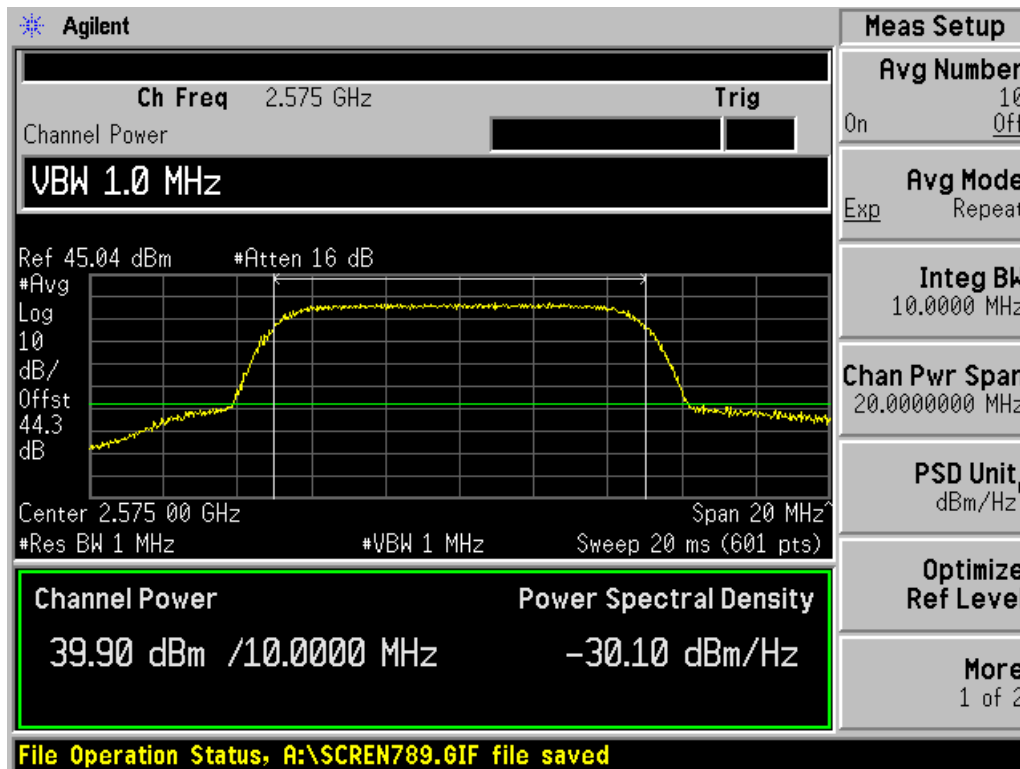 Agilent
Ch Freq 2.575 GHz Trig
Channel Power
VBW 1.0 MHz
Ref 45.04 dBm #Atten 16 dB
#Avg
Log
10
dB/
Offst
44.3
dB
Center 2.575 00 GHz Span 20 MHz^
#Res BW 1 MHz #VBW 1 MHz Sweep 20 ms (601 pts)
Channel Power Power Spectral Density
39.90 dBm /10.0000 MHz -30.10 dBm/Hz
File Operation Status, A:\SCREN789.GIF file saved
Meas Setup
Avg Number
10
On Off
Avg Mode
Exp Repeat
Integ BW
10.0000 MHz
Chan Pwr Span
20.0000000 MHz
PSD Unit
dBm/Hz
Optimize
Ref Level
More
1 of 2